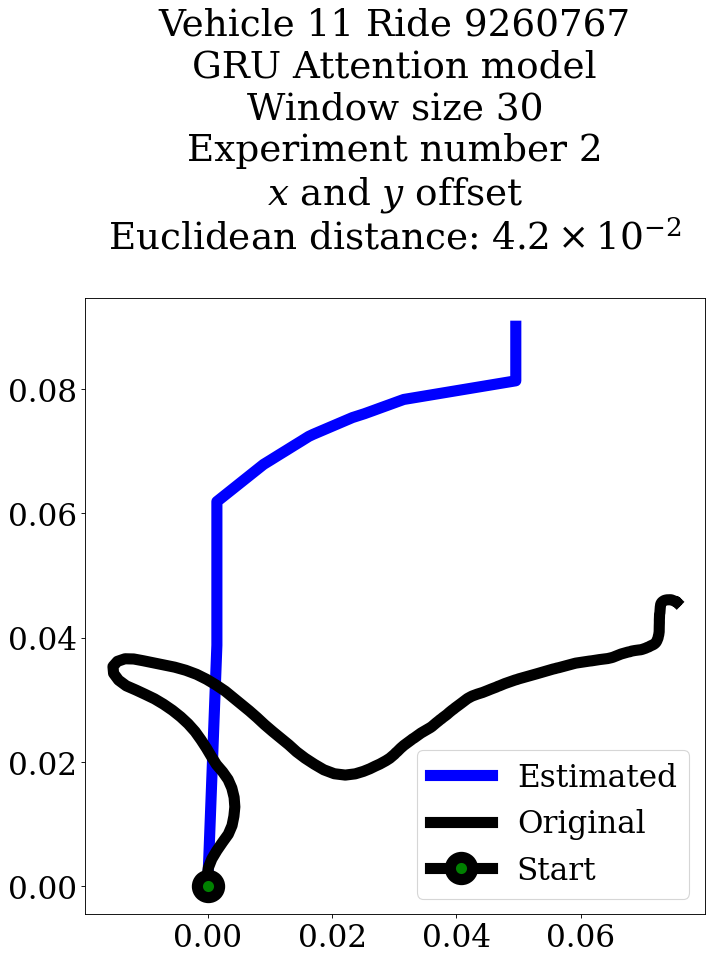 Vehicle 11 Ride 9260767
GRU Attention model
Window size 30
Experiment number 2
x and y offset
Euclidean distance: 4.2 × 10⁻²
0.08
0.06
0.04
0.02
0.00
Estimated
Original
Start
0.00 0.02 0.04 0.06